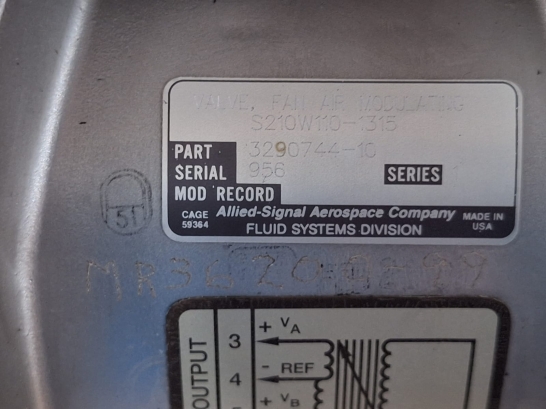 VALVE, FAN AIR MODULATING
S210W110-1315
PART 3290744-10
SERIAL 956 SERIES 1
MOD RECORD
CAGE 59364 Allied-Signal Aerospace Company MADE IN USA
FLUID SYSTEMS DIVISION
51
OUTPUT
3 + VA
- REF
4
+ VB